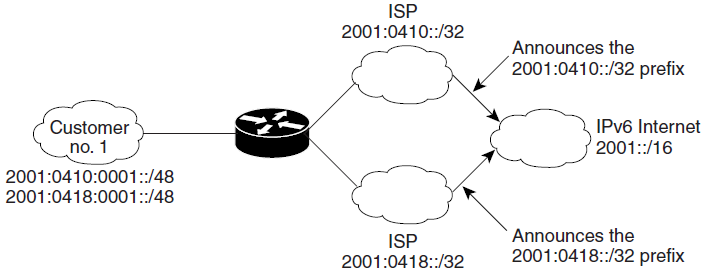 ISP
2001:0410::/32
Announces the
2001:0410::/32 prefix
Customer
no. 1
IPv6 Internet
2001::/16
2001:0410:0001::/48
2001:0418:0001::/48
ISP
2001:0418::/32
Announces the
2001:0418::/32 prefix